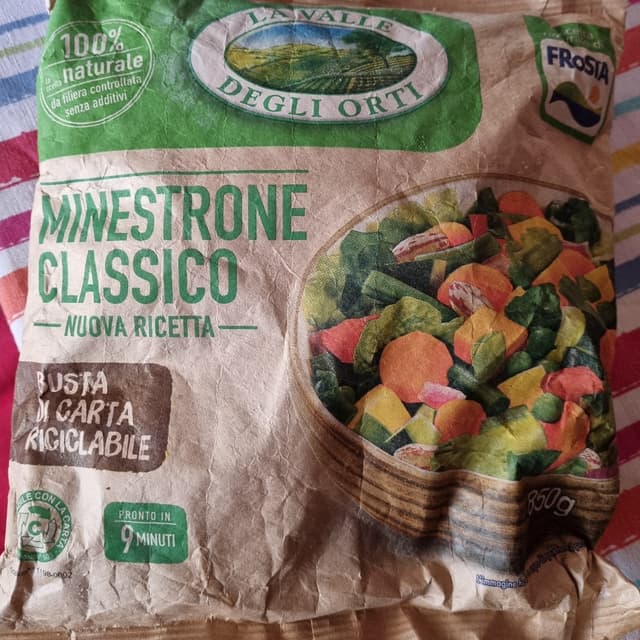 100%
naturale
da filiera controllata
senza additivi
LA VALLE
DEGLI ORTI
FRoSTA
MINESTRONE
CLASSICO
NUOVA RICETTA
BUSTA
DI CARTA
RICICLABILE
PRONTO IN
9 MINUTI
850g